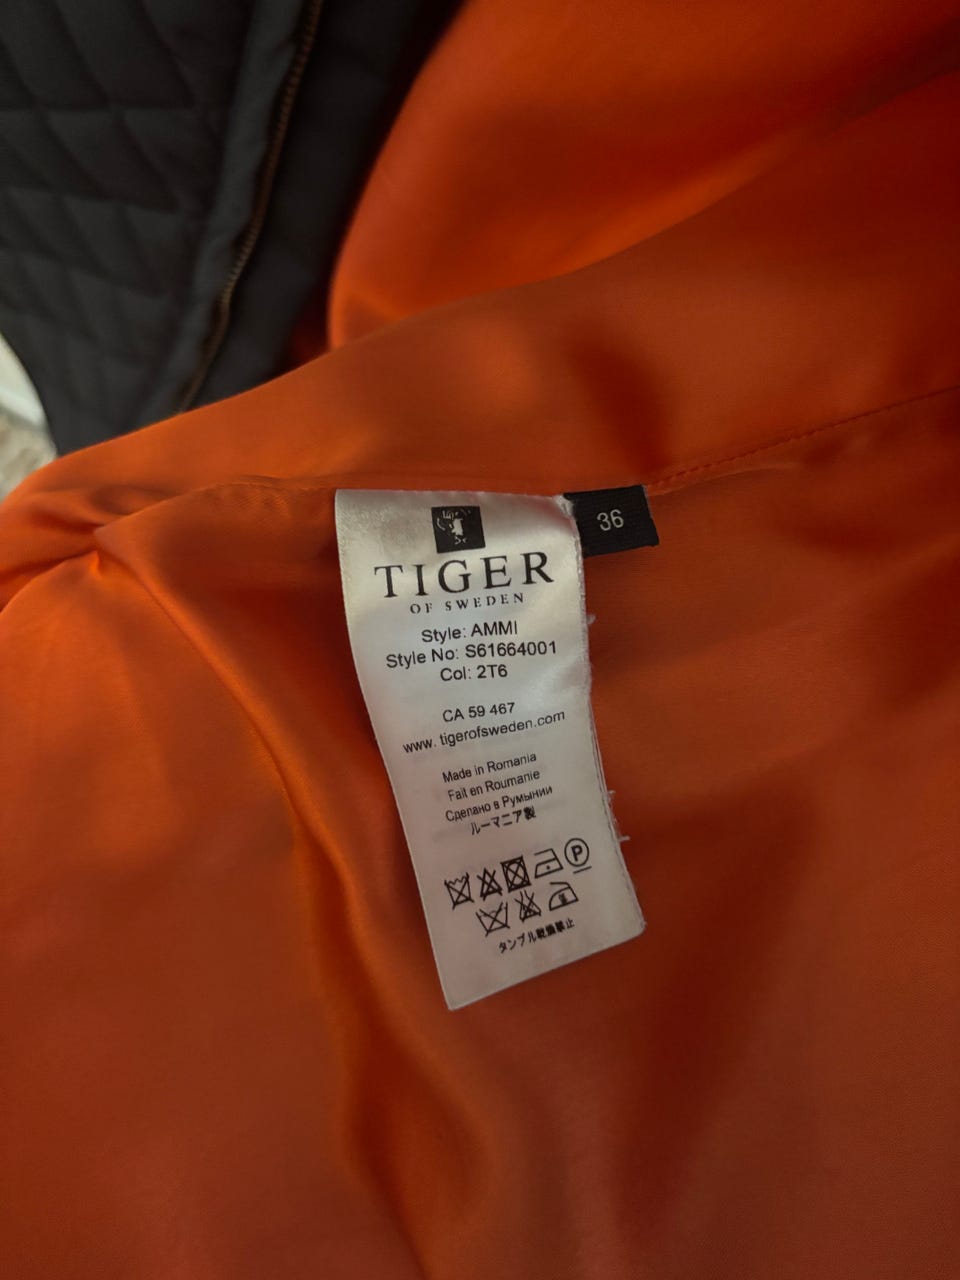 36
TIGER
OF SWEDEN
Style: AMMI
Style No: S61664001
Col: 2T6
CA 59 467
www.tigerofsweden.com
Made in Romania
Fait en Roumanie
Сделано в Румынии
ルーマニア製
P
タンブル乾燥禁止